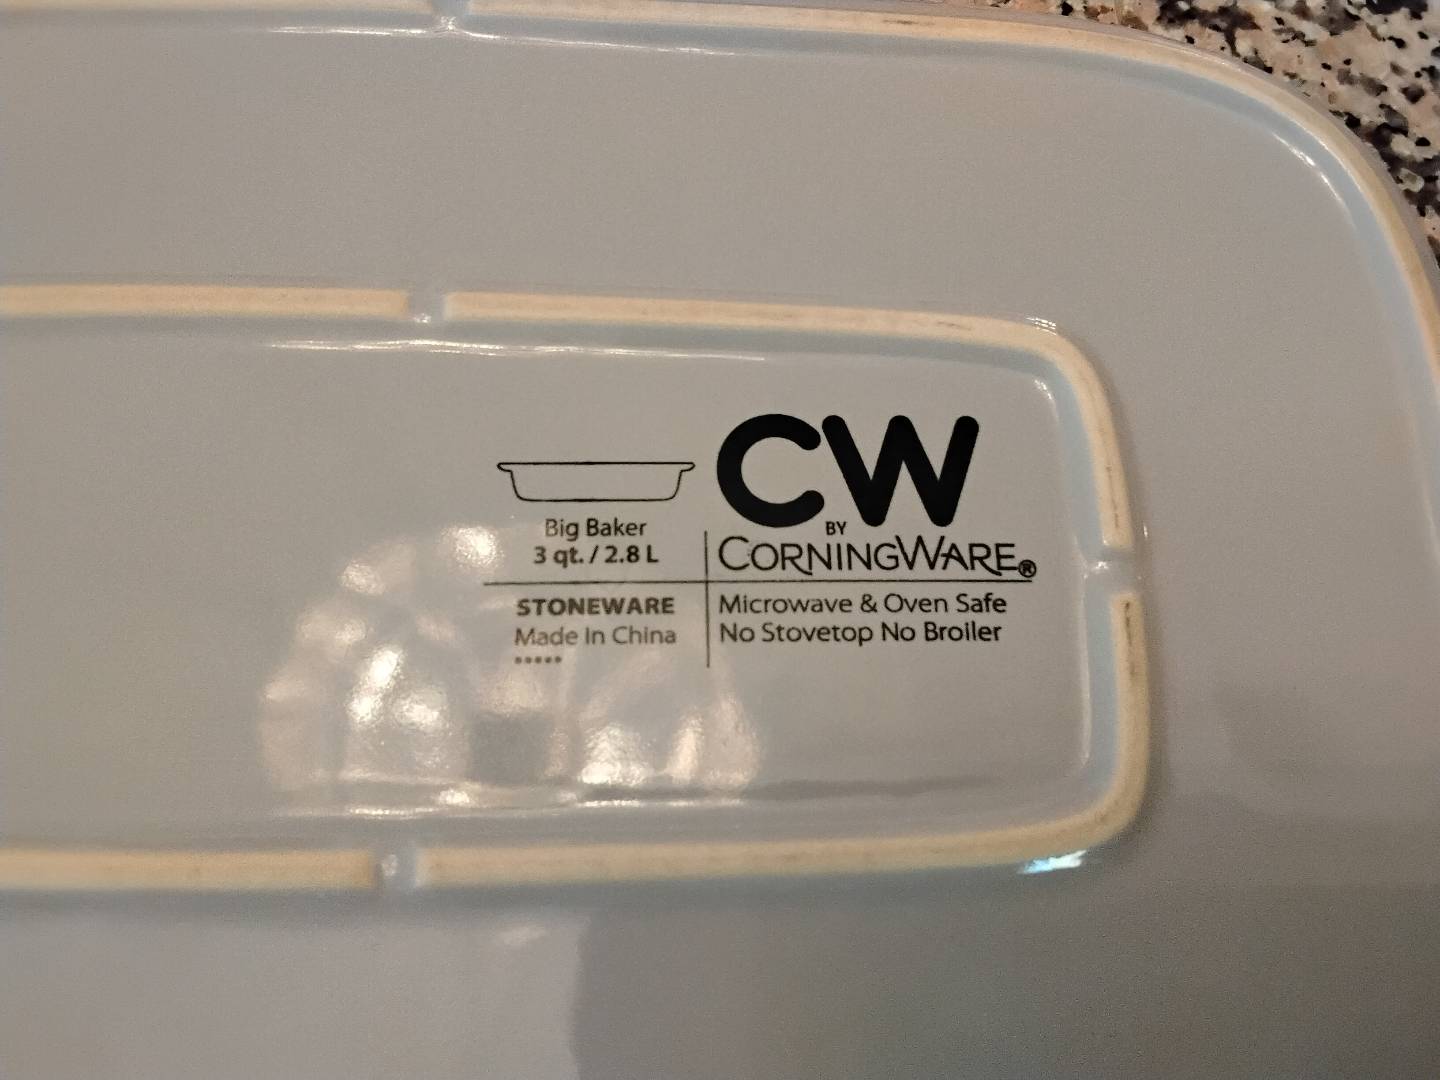 CW
BY
CORNINGWARE®
Big Baker
3 qt. / 2.8 L
STONEWARE
Made In China
Microwave & Oven Safe
No Stovetop No Broiler